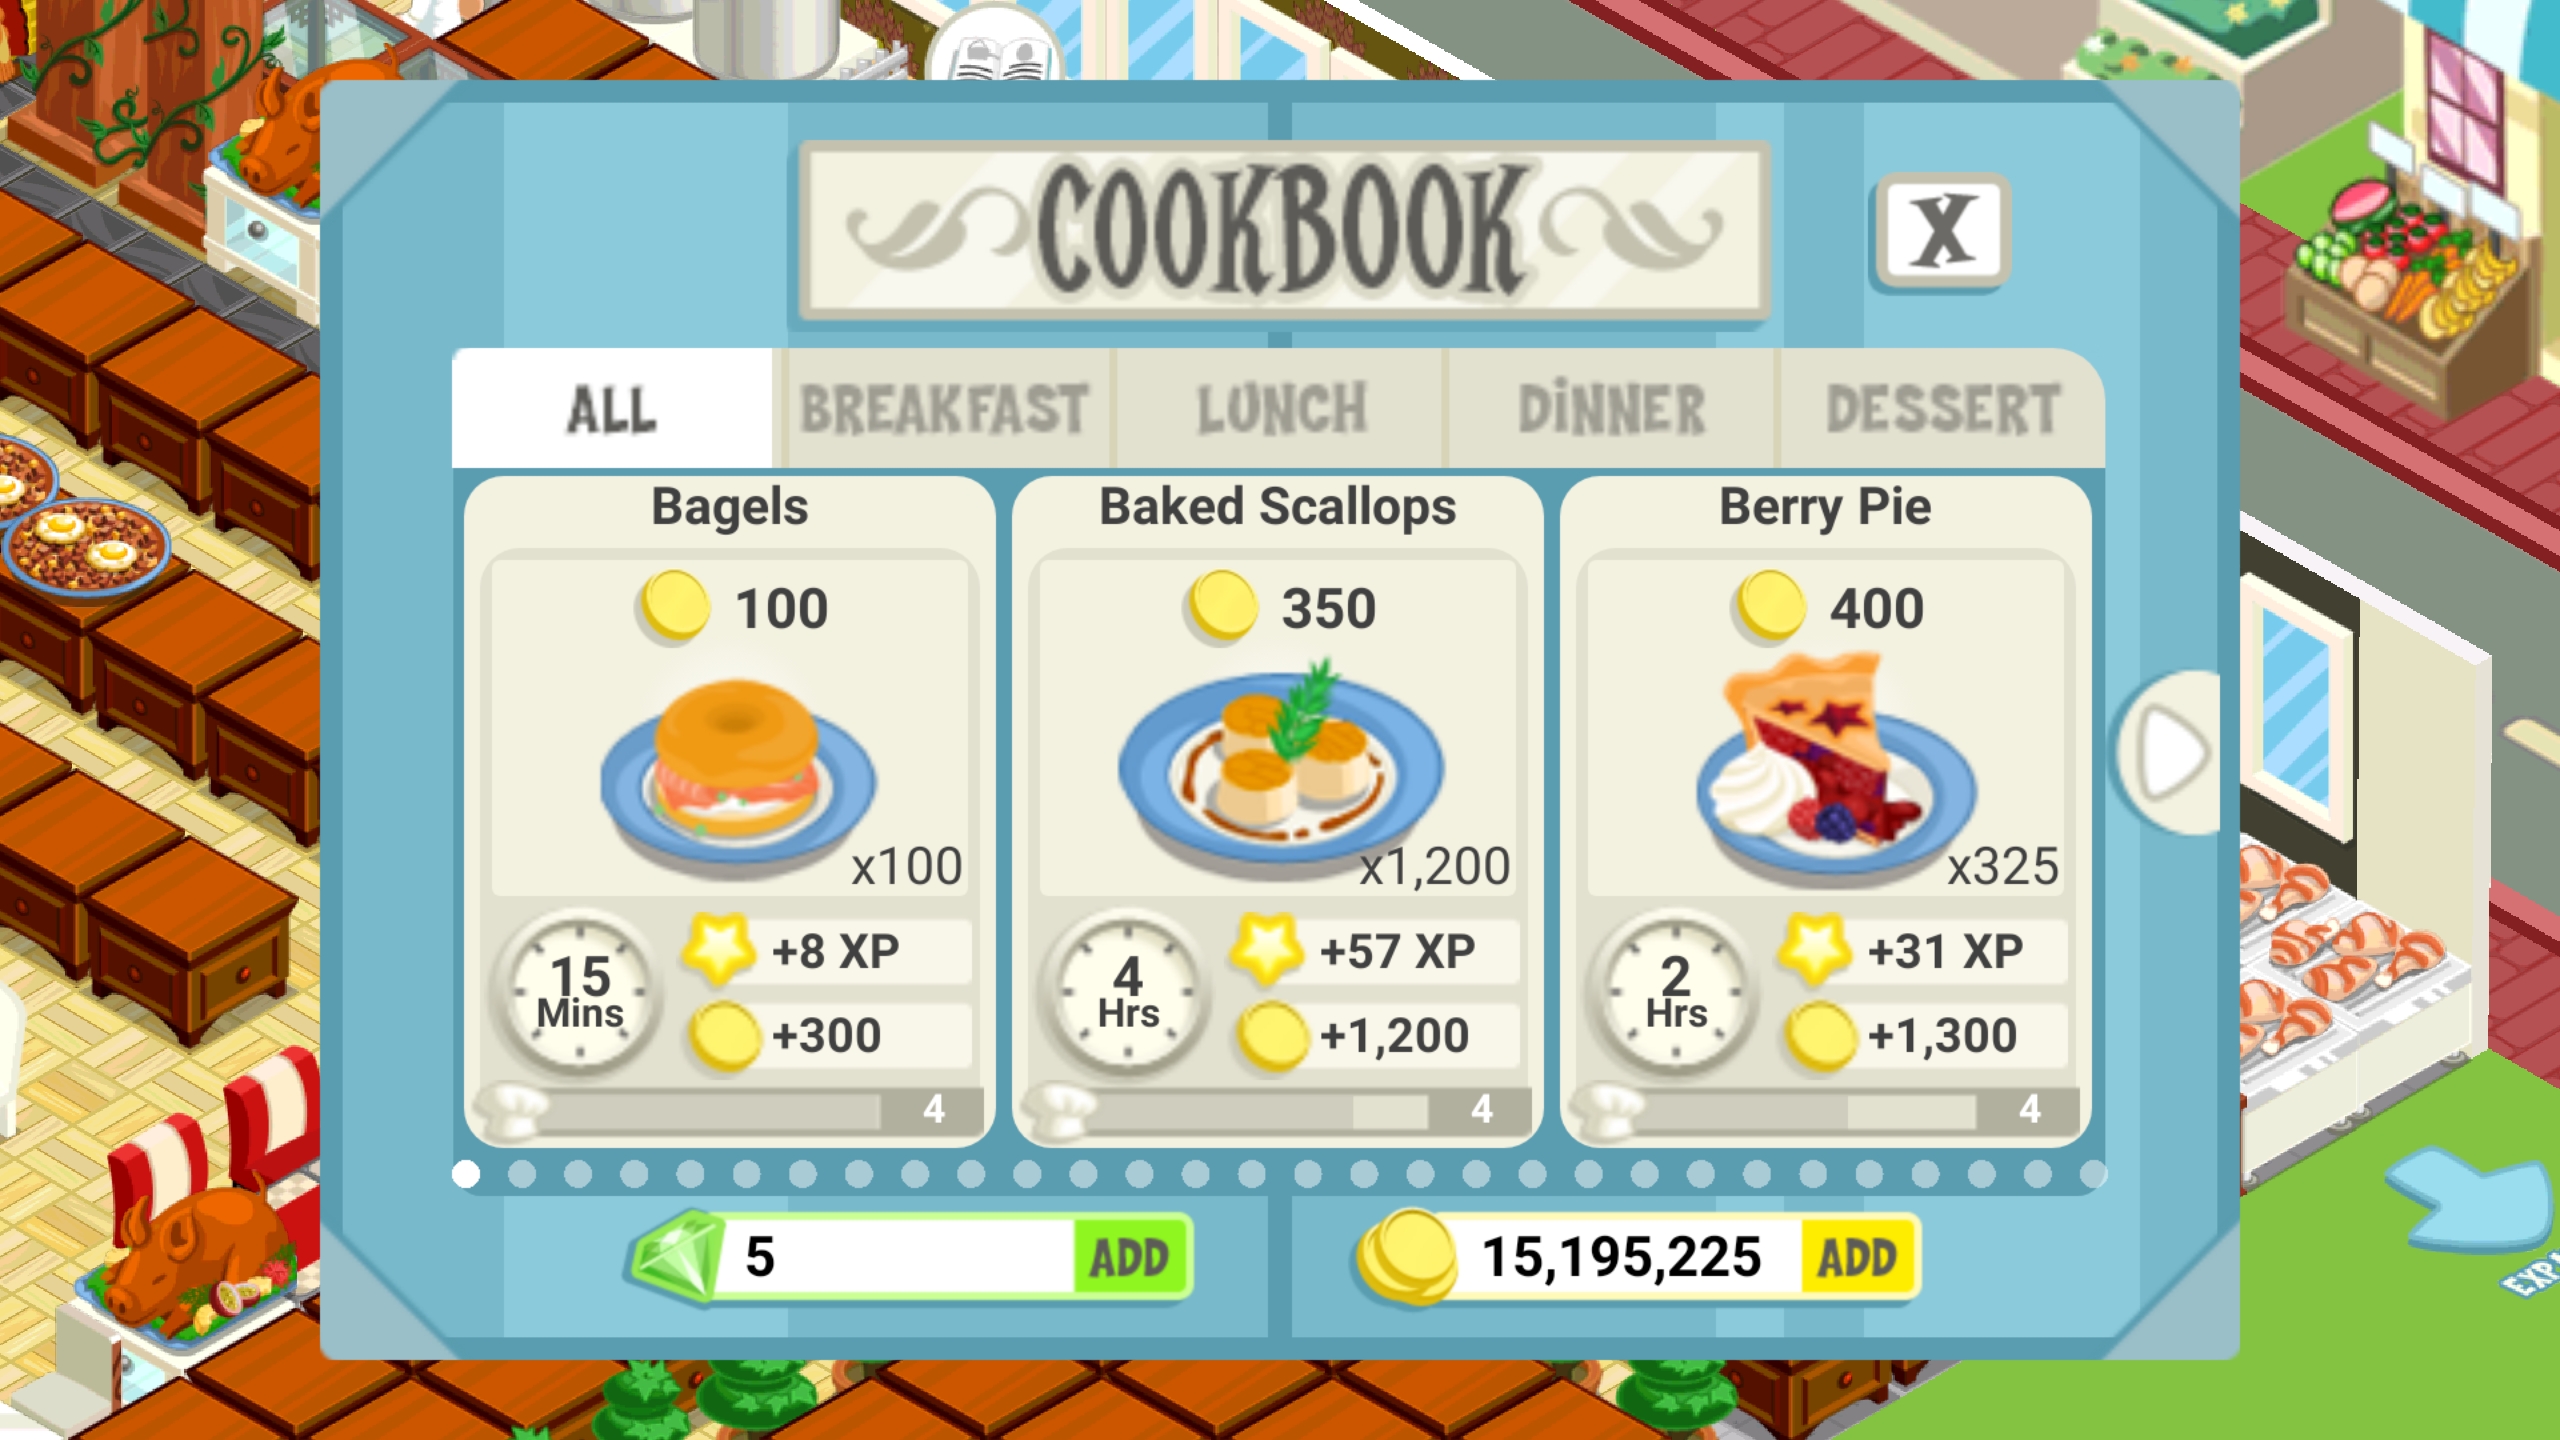 COOKBOOK
X
ALL
BREAKFAST
LUNCH
DINNER
DESSERT
Bagels
100
x100
15
Mins
+8 XP
+300
4
Baked Scallops
350
x1,200
4
Hrs
+57 XP
+1,200
4
Berry Pie
400
x325
2
Hrs
+31 XP
+1,300
4
5
ADD
15,195,225
ADD